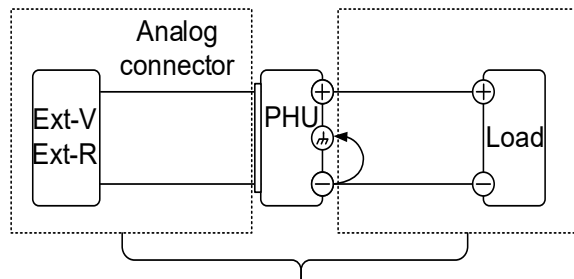 Analog
connector
Ext-V
Ext-R
PHU
Load
+
+
−
−